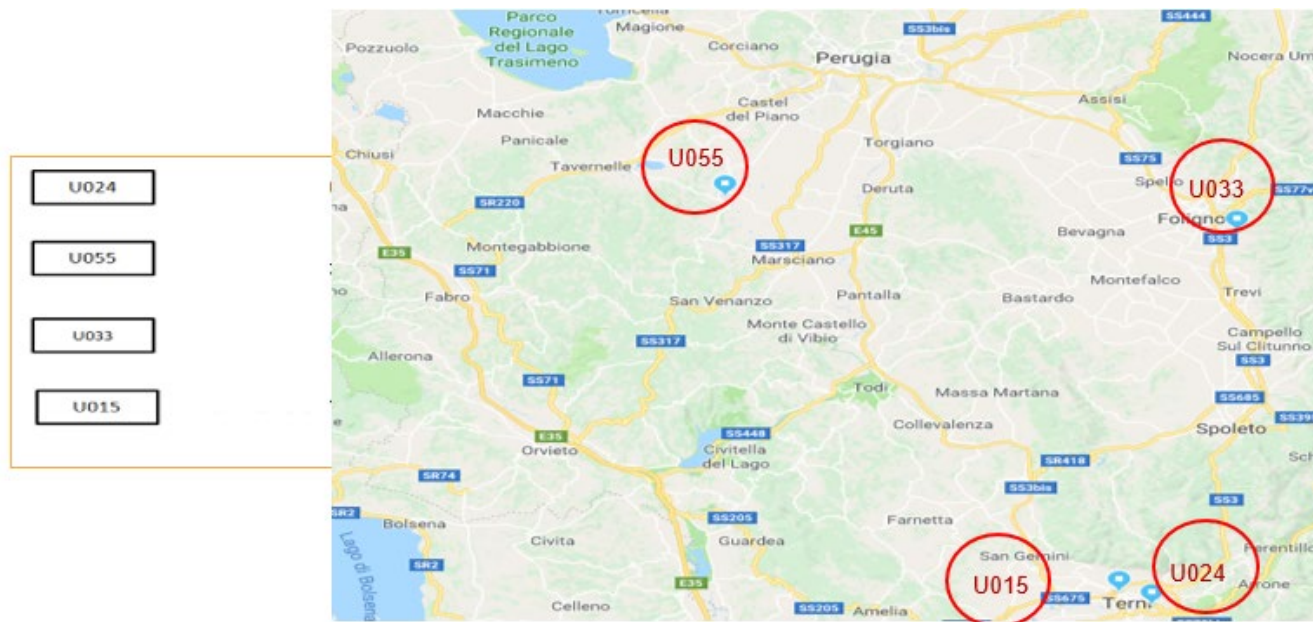 U024
U055
U033
U015
Parco
Regionale
del Lago
Trasimeno
Magione
Corciano
SS3bis
SS444
Pozzuolo
Perugia
Nocera Um
Macchie
Castel
del Piano
Assisi
Panicale
Torgiano
Chiusi
Tavernelle
U055
SS75
Spello
U033
SS77v
Deruta
SR220
Foligno
E45
Bevagna
SS3
Montegabbione
SS317
Marsciano
E35
SS71
Montefalco
Fabro
San Venanzo
Pantalla
Bastardo
Trevi
Monte Castello
di Vibio
Campello
Sul Clitunno
SS317
Allerona
SS3
SS71
Todi
Massa Martana
SS685
SS39
Collevalenza
Spoleto
E35
SS448
Orvieto
Civitella
del Lago
SR74
SR418
SS3bis
SS3
SR2
Bolsena
SS205
Farnetta
Civita
Guardea
San Gemini
Ferentillo
Lago di Bolsena
SR2
E35
U015
U024
Arrone
SS675
Terni
Celleno
SS205
Amelia